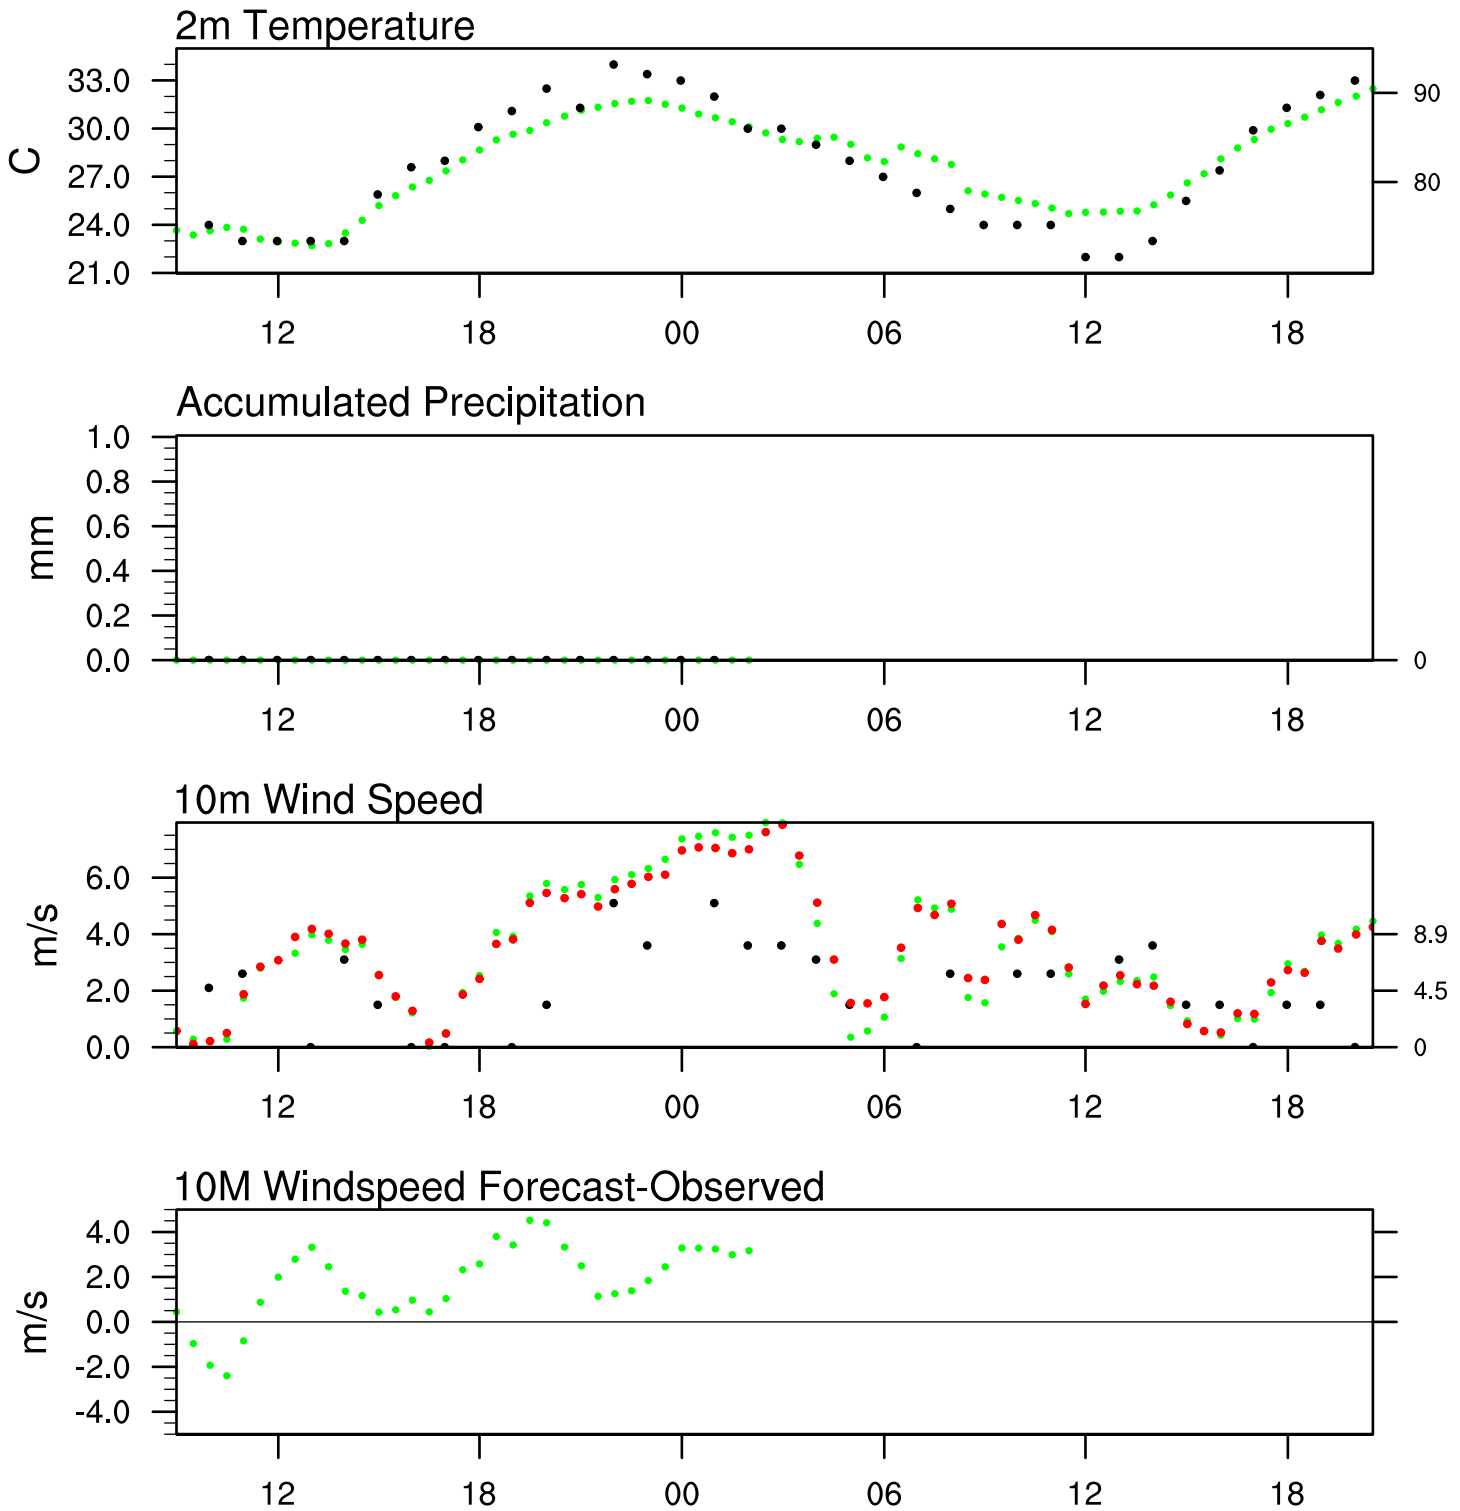 2m Temperature
33.0
90
30.0
C
27.0
80
24.0
21.0
12 18 00 06 12 18
Accumulated Precipitation
1.0
0.8
0.6
mm
0.4
0.2
0.0 0
12 18 00 06 12 18
10m Wind Speed
6.0
m/s
4.0 8.9
2.0 4.5
0.0 0
12 18 00 06 12 18
10M Windspeed Forecast-Observed
4.0
2.0
m/s
0.0
-2.0
-4.0
12 18 00 06 12 18